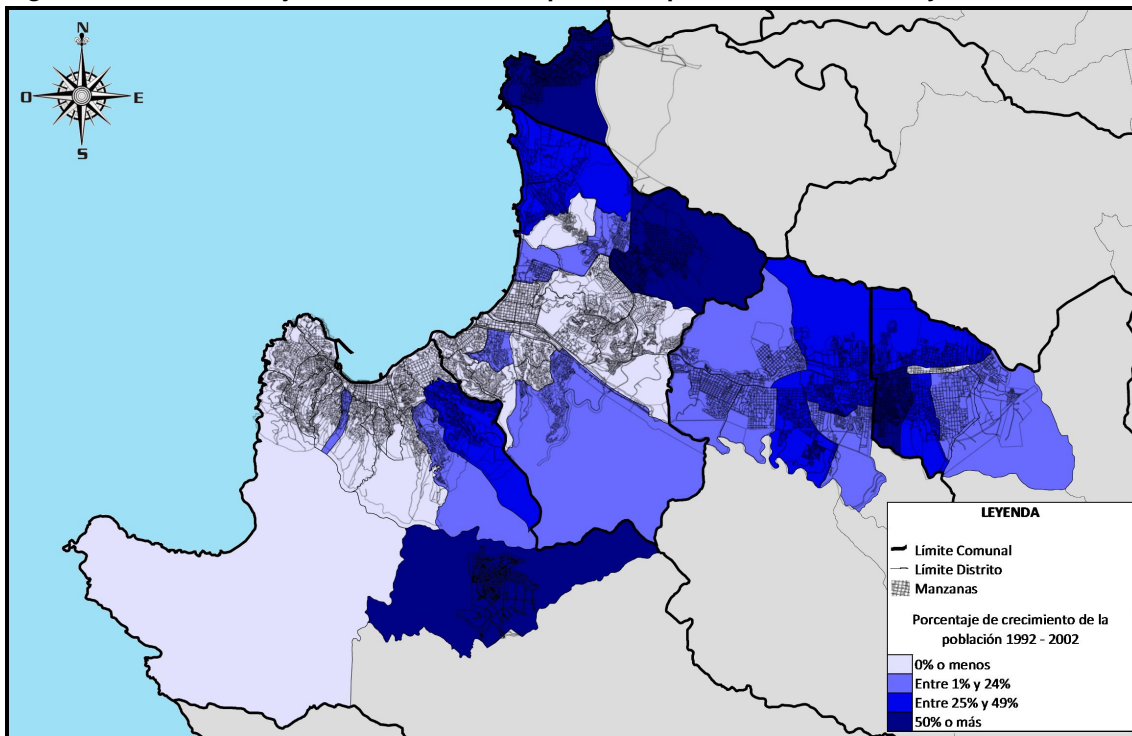 N
O
E
S
LEYENDA
Límite Comunal
Límite Distrito
Manzanas
Porcentaje de crecimiento de la
población 1992 - 2002
0% o menos
Entre 1% y 24%
Entre 25% y 49%
50% o más